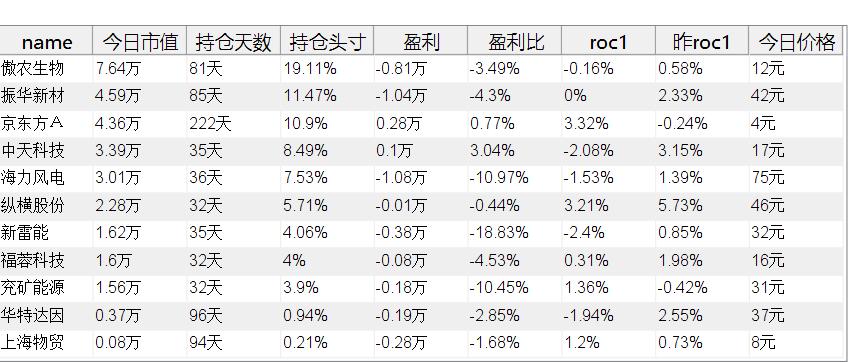 name 今日市值 持仓天数 持仓头寸 盈利 盈利比 roc1 昨roc1 今日价格
傲农生物 7.64万 81天 19.11% -0.81万 -3.49% -0.16% 0.58% 12元
振华新材 4.59万 85天 11.47% -1.04万 -4.3% 0% 2.33% 42元
京东方A 4.36万 222天 10.9% 0.28万 0.77% 3.32% -0.24% 4元
中天科技 3.39万 35天 8.49% 0.1万 3.04% -2.08% 3.15% 17元
海力风电 3.01万 36天 7.53% -1.08万 -10.97% -1.53% 1.39% 75元
纵横股份 2.28万 32天 5.71% -0.01万 -0.44% 3.21% 5.73% 46元
新雷能 1.62万 35天 4.06% -0.38万 -18.83% -2.4% 0.85% 32元
福蓉科技 1.6万 32天 4% -0.08万 -4.53% 0.31% 1.98% 16元
兖矿能源 1.56万 32天 3.9% -0.18万 -10.45% 1.36% -0.42% 31元
华特达因 0.37万 96天 0.94% -0.19万 -2.85% -1.94% 2.55% 37元
上海物贸 0.08万 94天 0.21% -0.28万 -1.68% 1.2% 0.73% 8元